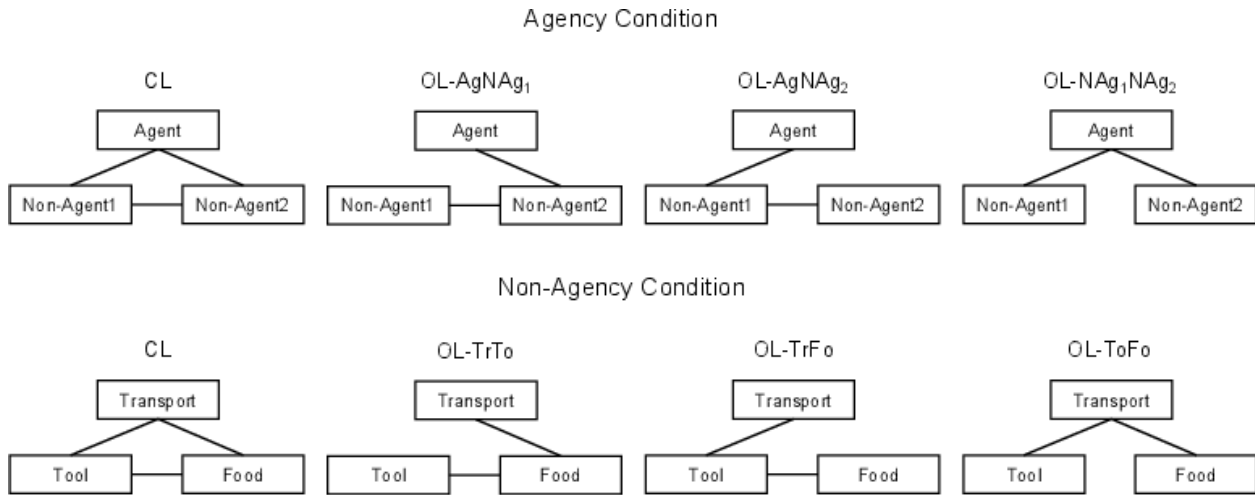 Agency Condition
CL OL-AgNAg₁ OL-AgNAg₂ OL-NAg₁NAg₂
Agent Agent Agent Agent
Non-Agent1 Non-Agent2 Non-Agent1 Non-Agent2 Non-Agent1 Non-Agent2 Non-Agent1 Non-Agent2
Non-Agency Condition
CL OL-TrTo OL-TrFo OL-ToFo
Transport Transport Transport Transport
Tool Food Tool Food Tool Food Tool Food